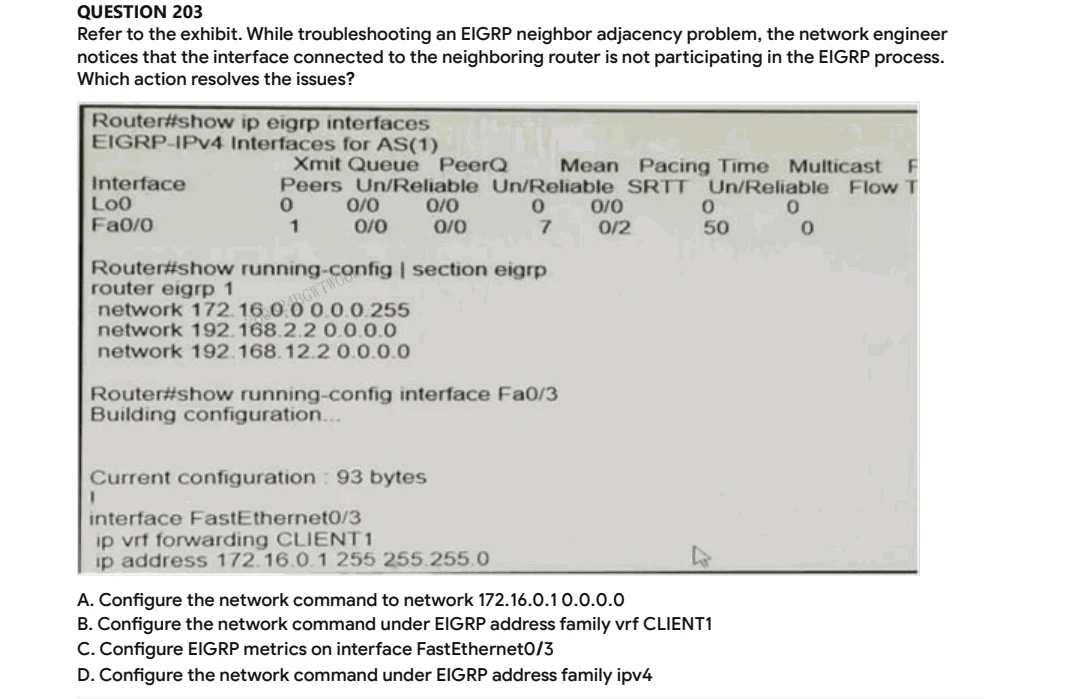 QUESTION 203
Refer to the exhibit. While troubleshooting an EIGRP neighbor adjacency problem, the network engineer
notices that the interface connected to the neighboring router is not participating in the EIGRP process.
Which action resolves the issues?
Router#show ip eigrp interfaces
EIGRP-IPv4 Interfaces for AS(1)
Xmit Queue PeerQ Mean Pacing Time Multicast F
Interface Peers Un/Reliable Un/Reliable SRTT Un/Reliable Flow T
Lo0 0 0/0 0/0 0 0/0 0 0
Fa0/0 1 0/0 0/0 7 0/2 50 0
Router#show running-config | section eigrp
router eigrp 1
network 172.16.0.0 0.0.0.255
network 192.168.2.2 0.0.0.0
network 192.168.12.2 0.0.0.0
Router#show running-config interface Fa0/3
Building configuration...
Current configuration : 93 bytes
!
interface FastEthernet0/3
ip vrf forwarding CLIENT1
ip address 172.16.0.1 255.255.255.0
A. Configure the network command to network 172.16.0.1 0.0.0.0
B. Configure the network command under EIGRP address family vrf CLIENT1
C. Configure EIGRP metrics on interface FastEthernet0/3
D. Configure the network command under EIGRP address family ipv4